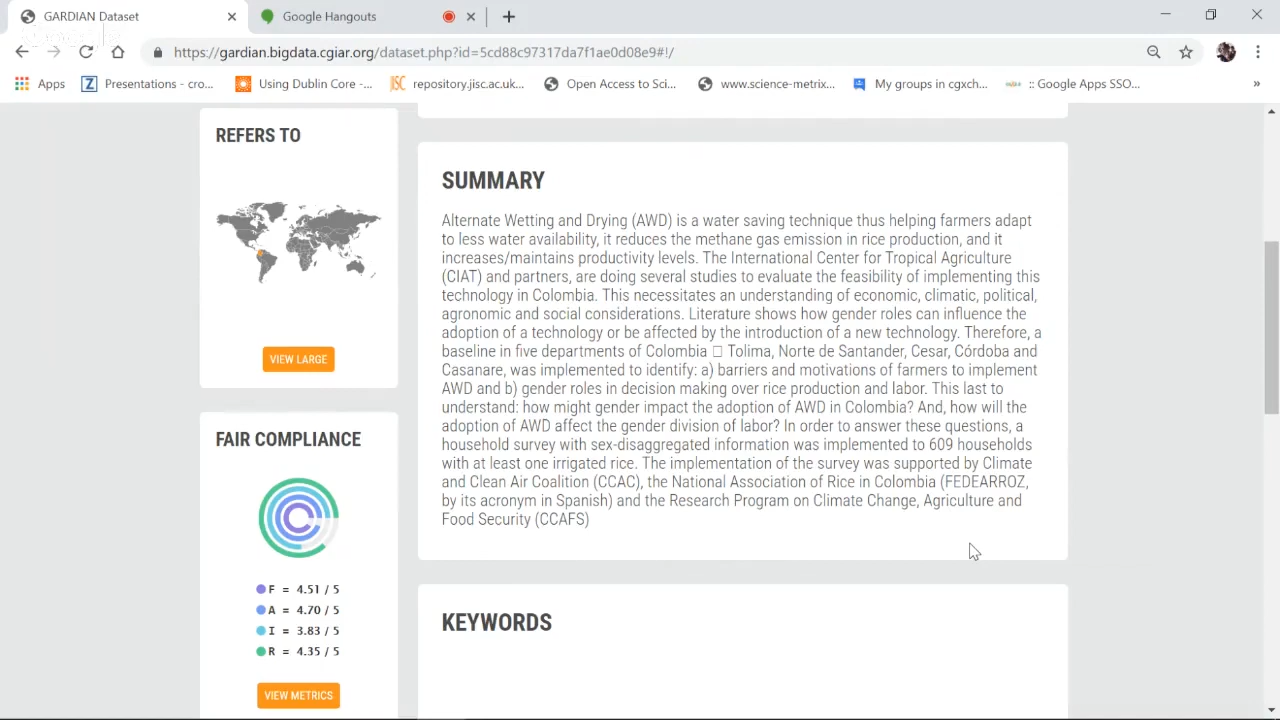 GARDIAN Dataset
Google Hangouts
https://gardian.bigdata.cgiar.org/dataset.php?id=5cd88c97317da7f1ae0d08e9#!/
Apps
Presentations - cro...
Using Dublin Core -...
JISC repository.jisc.ac.uk...
Open Access to Sci...
www.science-metrix...
My groups in cgxch...
:: Google Apps SSO...
»
REFERS TO
VIEW LARGE
FAIR COMPLIANCE
F = 4.51 / 5
A = 4.70 / 5
I = 3.83 / 5
R = 4.35 / 5
VIEW METRICS
SUMMARY
Alternate Wetting and Drying (AWD) is a water saving technique thus helping farmers adapt
to less water availability, it reduces the methane gas emission in rice production, and it
increases/maintains productivity levels. The International Center for Tropical Agriculture
(CIAT) and partners, are doing several studies to evaluate the feasibility of implementing this
technology in Colombia. This necessitates an understanding of economic, climatic, political,
agronomic and social considerations. Literature shows how gender roles can influence the
adoption of a technology or be affected by the introduction of a new technology. Therefore, a
baseline in five departments of Colombia □ Tolima, Norte de Santander, Cesar, Córdoba and
Casanare, was implemented to identify: a) barriers and motivations of farmers to implement
AWD and b) gender roles in decision making over rice production and labor. This last to
understand: how might gender impact the adoption of AWD in Colombia? And, how will the
adoption of AWD affect the gender division of labor? In order to answer these questions, a
household survey with sex-disaggregated information was implemented to 609 households
with at least one irrigated rice. The implementation of the survey was supported by Climate
and Clean Air Coalition (CCAC), the National Association of Rice in Colombia (FEDEARROZ,
by its acronym in Spanish) and the Research Program on Climate Change, Agriculture and
Food Security (CCAFS)
KEYWORDS